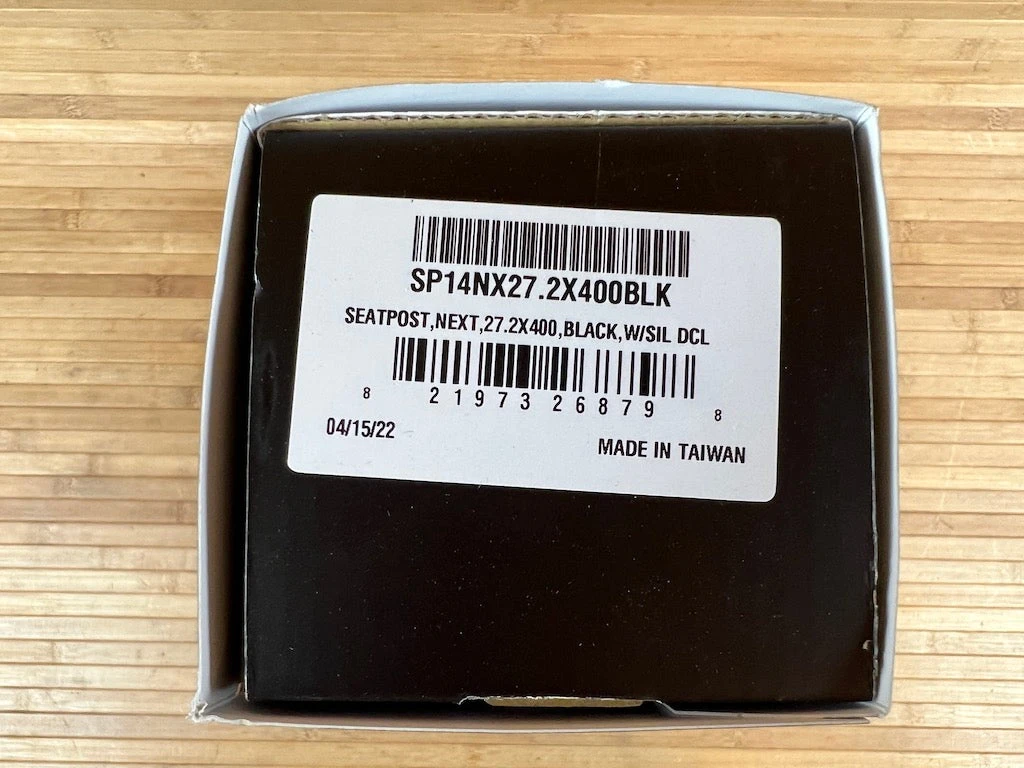 SP14NX27.2X400BLK
SEATPOST,NEXT,27.2X400,BLACK,W/SIL DCL
8 21973 26879 8
04/15/22
MADE IN TAIWAN